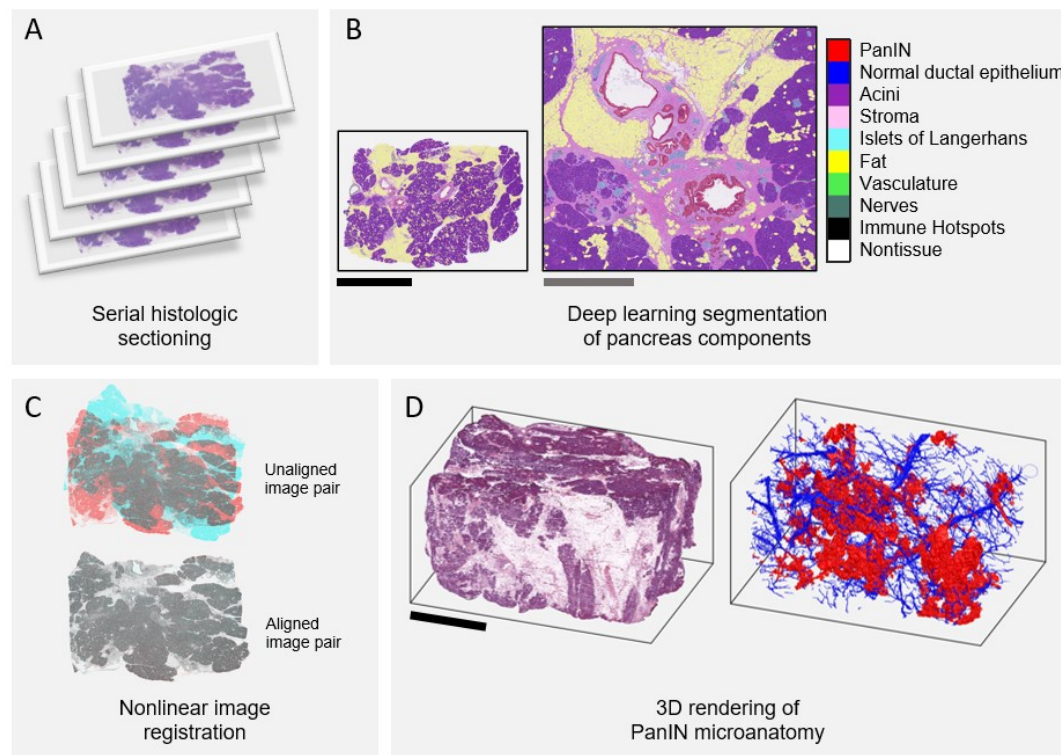 A
Serial histologic
sectioning
B
PanIN
Normal ductal epithelium
Acini
Stroma
Islets of Langerhans
Fat
Vasculature
Nerves
Immune Hotspots
Nontissue
Deep learning segmentation
of pancreas components
C
Unaligned
image pair
Aligned
image pair
Nonlinear image
registration
D
3D rendering of
PanIN microanatomy